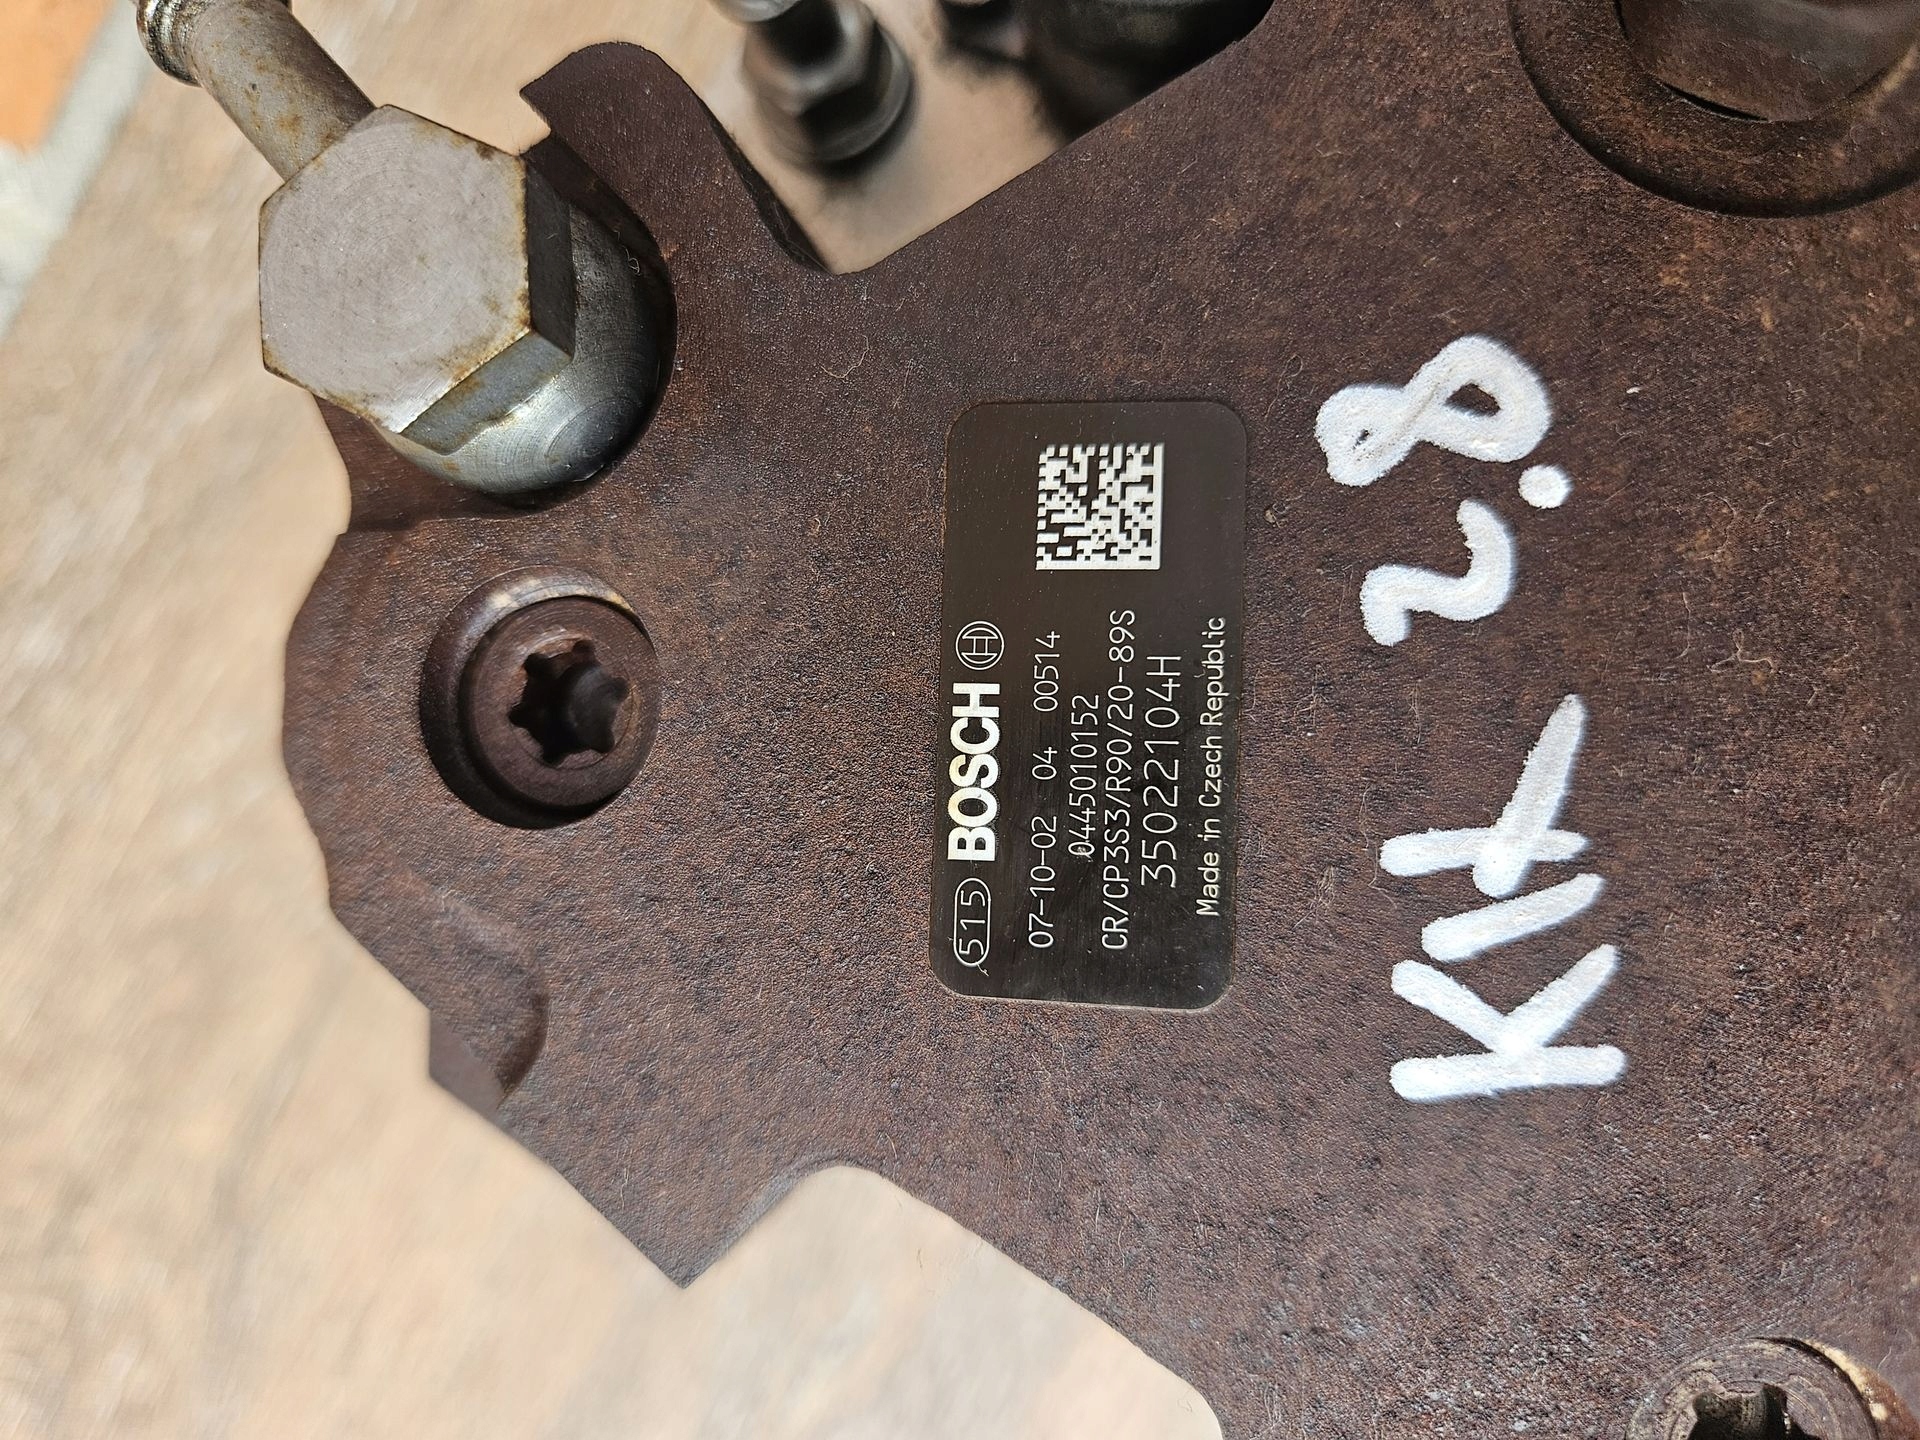 515 BOSCH
07-10-02 04 00514
0445010152
CR/CP3S3/R90/20-89S
35022104H
Made in Czech Republic
Kit 2.8